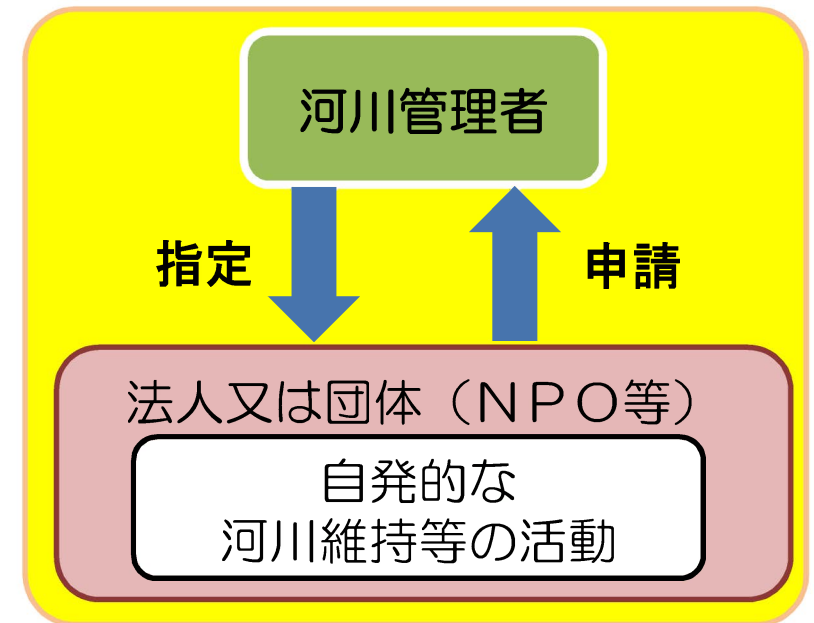 河川管理者
指定
申請
法人又は団体（ＮＰＯ等）
自発的な
河川維持等の活動